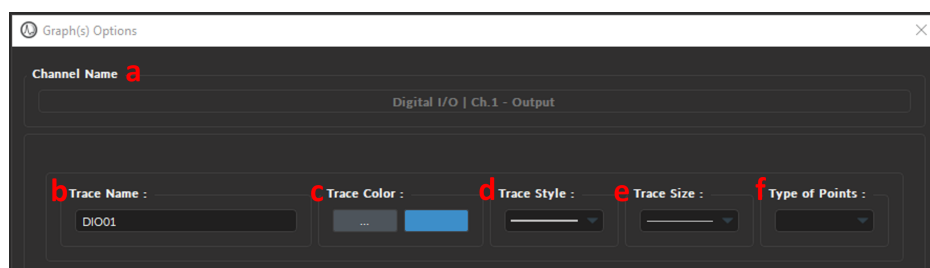 Graph(s) Options
Channel Name a
Digital I/O | Ch.1 - Output
b Trace Name : c Trace Color : d Trace Style : e Trace Size : f Type of Points :
DIO01 ...